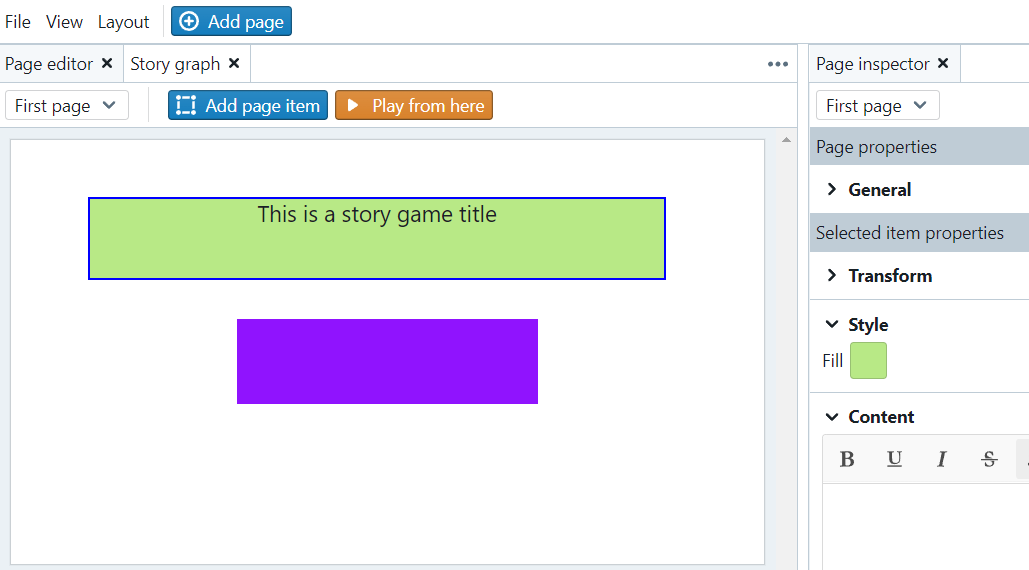 File View Layout Add page
Page editor Story graph
Page inspector
First page Add page item Play from here
First page
This is a story game title
Page properties
General
Selected item properties
Transform
Style
Fill
Content
B U I S